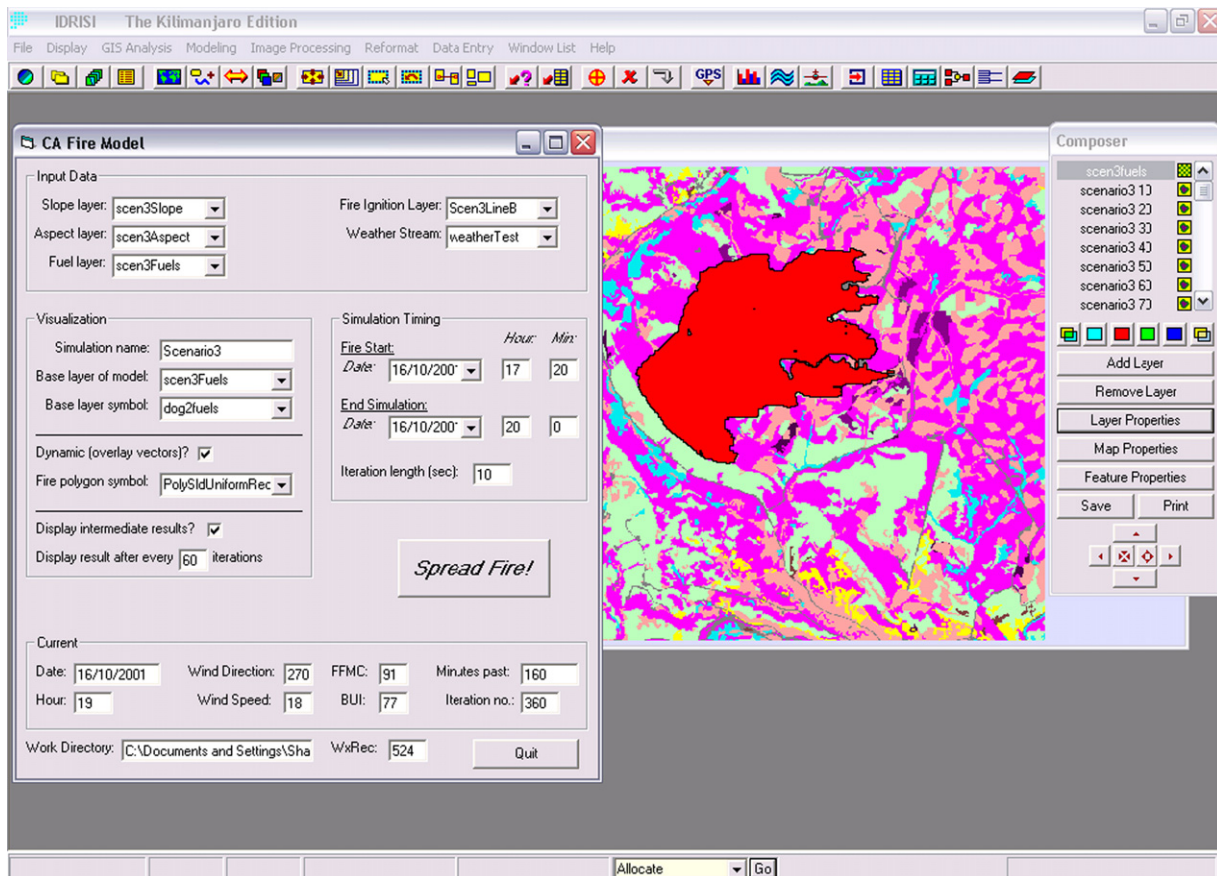 IDRISI The Kilimanjaro Edition
File Display GIS Analysis Modeling Image Processing Reformat Data Entry Window List Help
GPS
CA Fire Model
Input Data
Slope layer: scen3Slope
Aspect layer: scen3Aspect
Fuel layer: scen3Fuels
Fire Ignition Layer: Scen3LineB
Weather Stream: weatherTest
Visualization
Simulation name: Scenario3
Base layer of model: scen3Fuels
Base layer symbol: dog2fuels
Dynamic (overlay vectors)?
Fire polygon symbol: PolySldUniformRec
Display intermediate results?
Display result after every 60 iterations
Simulation Timing
Hour: Min:
Fire Start:
Date: 16/10/200 17 20
End Simulation:
Date: 16/10/200 20 0
Iteration length (sec): 10
Spread Fire!
Current
Date: 16/10/2001 Wind Direction: 270 FFMC: 91 Minutes past: 160
Hour: 19 Wind Speed: 18 BUI: 77 Iteration no.: 360
Work Directory: C:\Documents and Settings\Sha WxRec: 524 Quit
Composer
scen3fuels
scenario3 10
scenario3 20
scenario3 30
scenario3 40
scenario3 50
scenario3 60
scenario3 70
Add Layer
Remove Layer
Layer Properties
Map Properties
Feature Properties
Save Print
Allocate Go